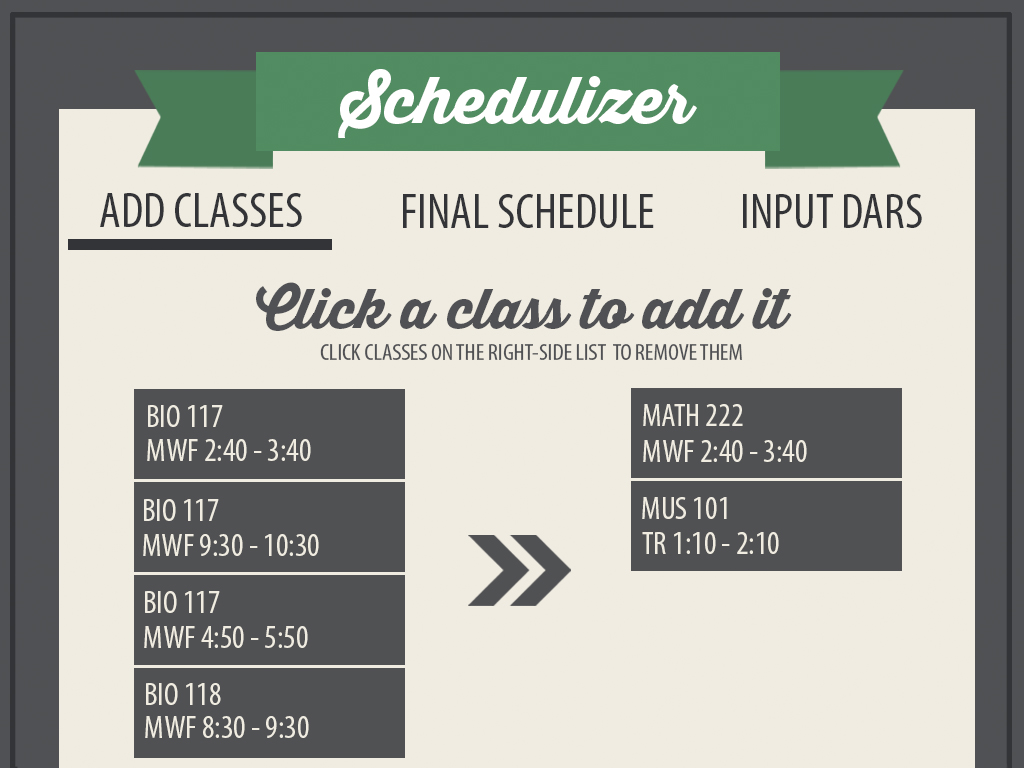 Schedulizer
ADD CLASSES
FINAL SCHEDULE
INPUT DARS
Click a class to add it
CLICK CLASSES ON THE RIGHT-SIDE LIST TO REMOVE THEM
BIO 117
MWF 2:40 - 3:40
BIO 117
MWF 9:30 - 10:30
BIO 117
MWF 4:50 - 5:50
BIO 118
MWF 8:30 - 9:30
MATH 222
MWF 2:40 - 3:40
MUS 101
TR 1:10 - 2:10